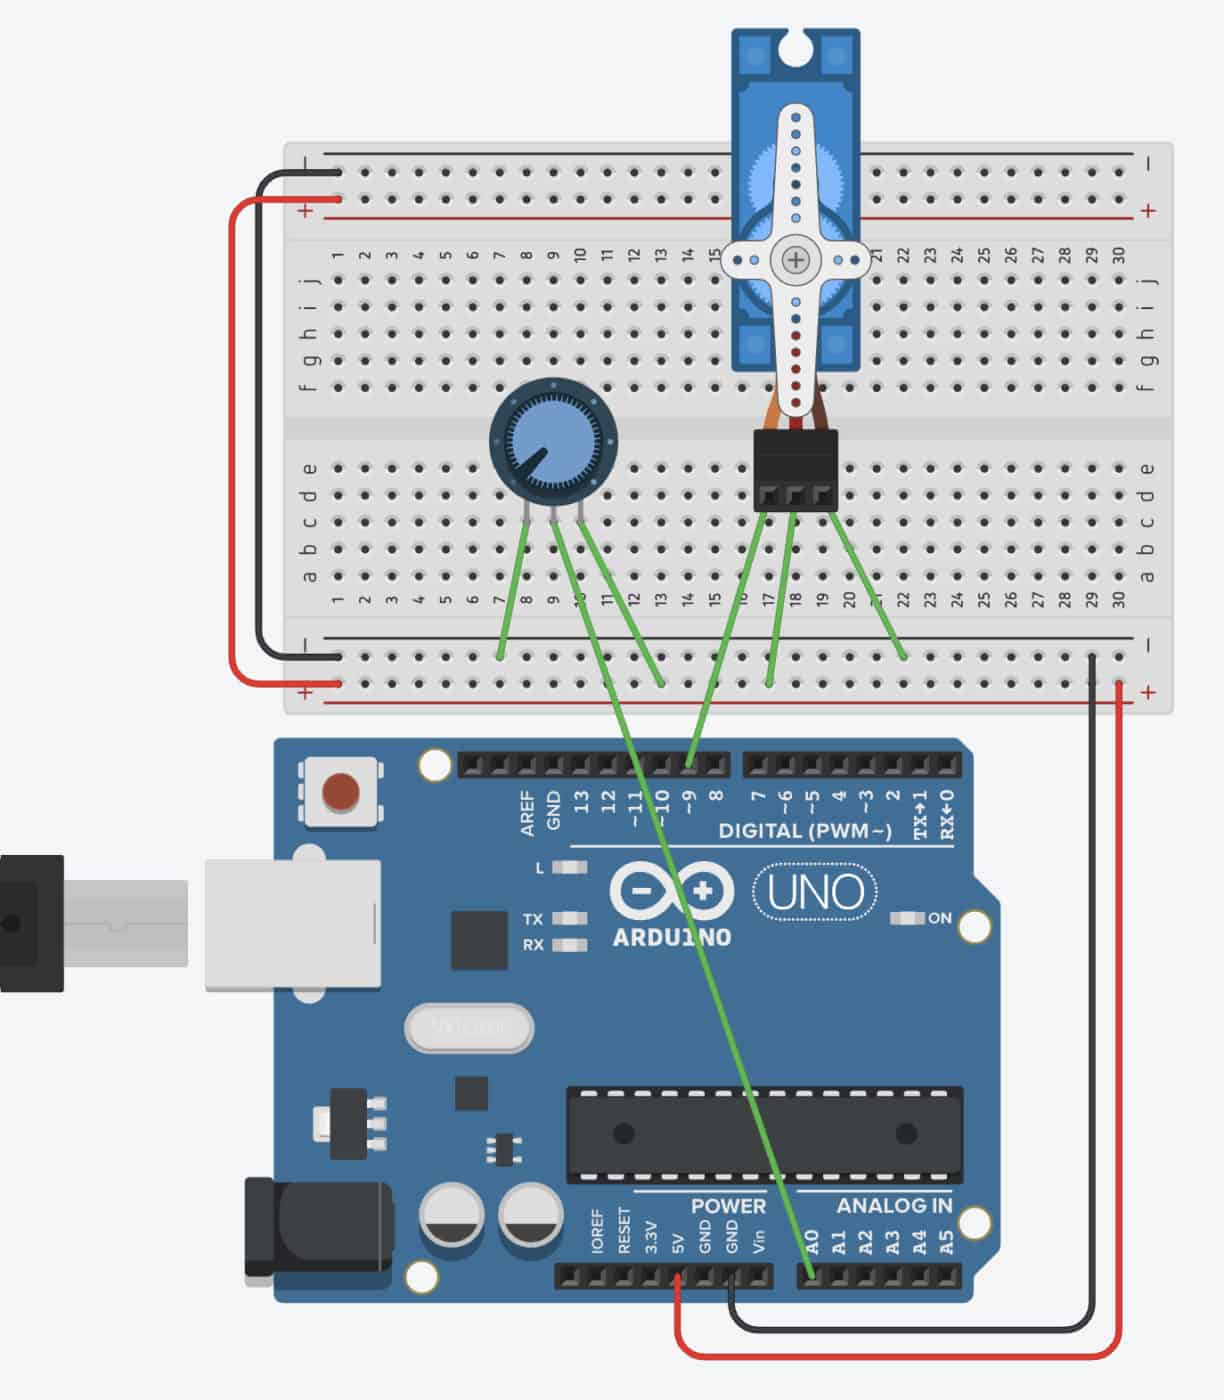 − −
+ +
1 2 3 4 5 6 7 8 9 10 11 12 13 14 15 21 22 23 24 25 26 27 28 29 30
j j
i i
h h
g g
f f
e e
d d
c c
b b
a a
1 2 3 4 5 6 7 8 9 10 11 12 13 14 15 16 17 18 19 20 21 22 23 24 25 26 27 28 29 30
− −
+ +
AREF GND 13 12 ~11 ~10 ~9 8 7 ~6 ~5 4 ~3 2 TX→1 RX←0
DIGITAL (PWM~)
L
UNO
TX
ON
RX
ARDUINO
POWER
ANALOG IN
IOREF RESET 3.3V 5V GND GND Vin A0 A1 A2 A3 A4 A5